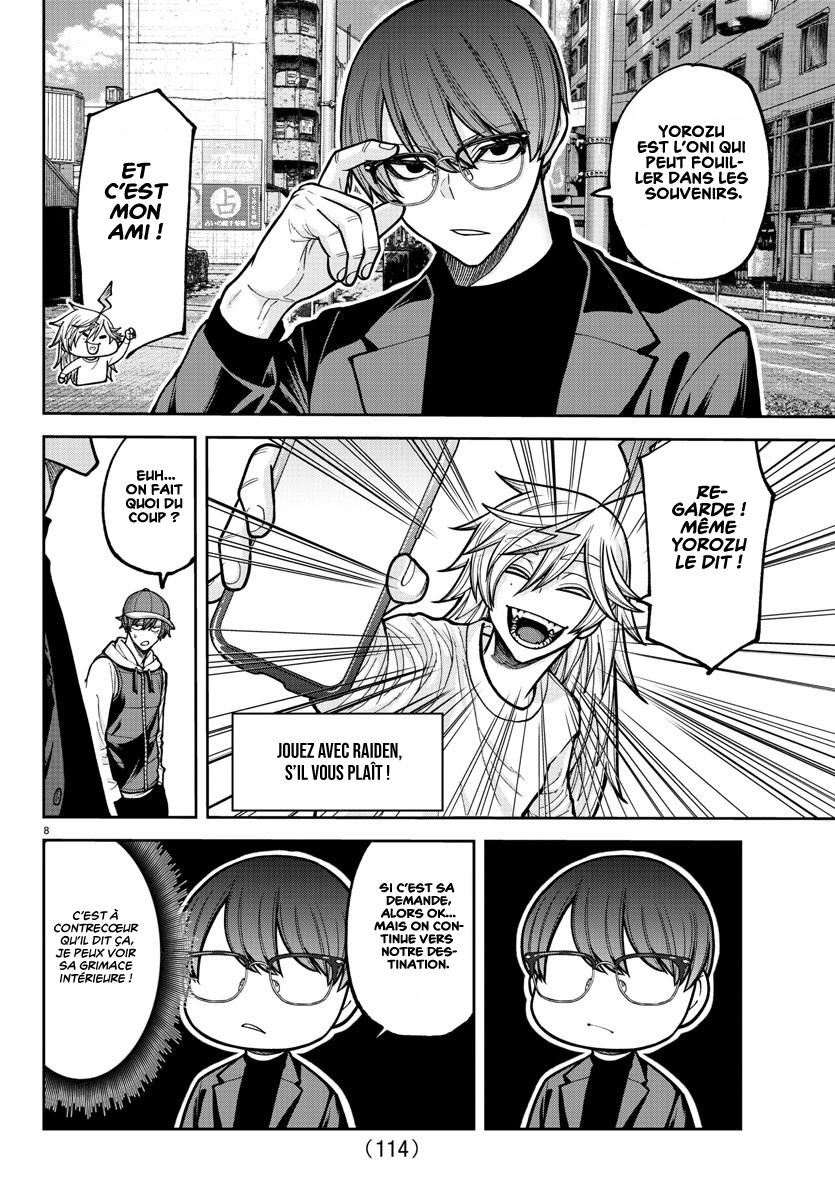 YOROZU
EST L'ONI QUI
PEUT FOUIL-
LER DANS LES
SOUVENIRS.
ET
C'EST
MON
AMI !
占
RE-
GARDE !
MÊME
YOROZU
LE DIT !
JOUEZ AVEC RAIDEN,
S'IL VOUS PLAÎT !
EUH...
ON FAIT
QUOI DU
COUP ?
8
SI C'EST SA
DEMANDE,
ALORS OK...
MAIS ON CON-
TINUE VERS
NOTRE DES-
TINATION.
C'EST À
CONTRECŒUR
QU'IL DIT ÇA,
JE PEUX VOIR
SA GRIMACE
INTÉRIEURE !
(114)